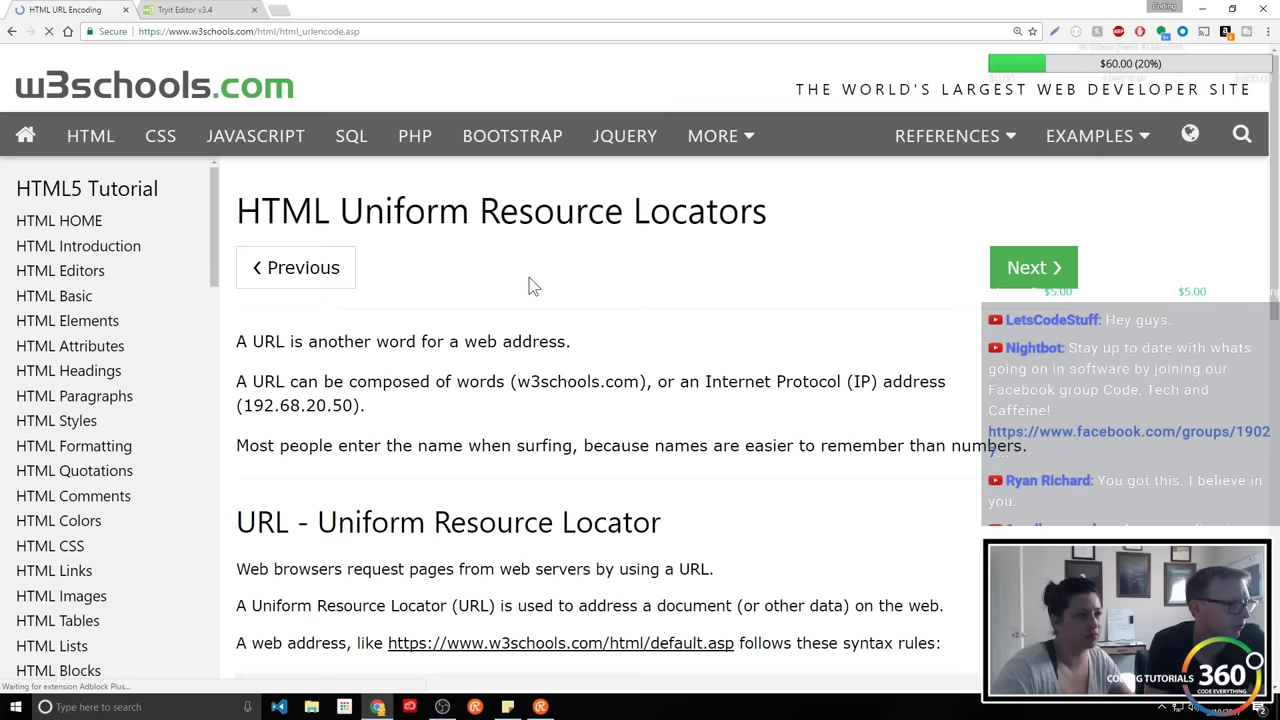 HTML URL Encoding
Tryit Editor v3.4
Coding
Secure
https://www.w3schools.com/html/html_urlencode.asp
w3schools.com
$60.00 (20%)
THE WORLD'S LARGEST WEB DEVELOPER SITE
HTML CSS JAVASCRIPT SQL PHP BOOTSTRAP JQUERY MORE REFERENCES EXAMPLES
HTML5 Tutorial
HTML HOME
HTML Introduction
HTML Editors
HTML Basic
HTML Elements
HTML Attributes
HTML Headings
HTML Paragraphs
HTML Styles
HTML Formatting
HTML Quotations
HTML Comments
HTML Colors
HTML CSS
HTML Links
HTML Images
HTML Tables
HTML Lists
HTML Blocks
HTML Uniform Resource Locators
❮ Previous
Next ❯
A URL is another word for a web address.
A URL can be composed of words (w3schools.com), or an Internet Protocol (IP) address
(192.68.20.50).
Most people enter the name when surfing, because names are easier to remember than numbers.
URL - Uniform Resource Locator
Web browsers request pages from web servers by using a URL.
A Uniform Resource Locator (URL) is used to address a document (or other data) on the web.
A web address, like https://www.w3schools.com/html/default.asp follows these syntax rules:
$5.00 $5.00
LetsCodeStuff: Hey guys.
Nightbot: Stay up to date with whats
going on in software by joining our
Facebook group Code, Tech and
Caffeine!
https://www.facebook.com/groups/1902
Ryan Richard: You got this. I believe in
you.
CODING TUTORIALS 360
CODE EVERYTHING
Waiting for extension Adblock Plus...
Type here to search